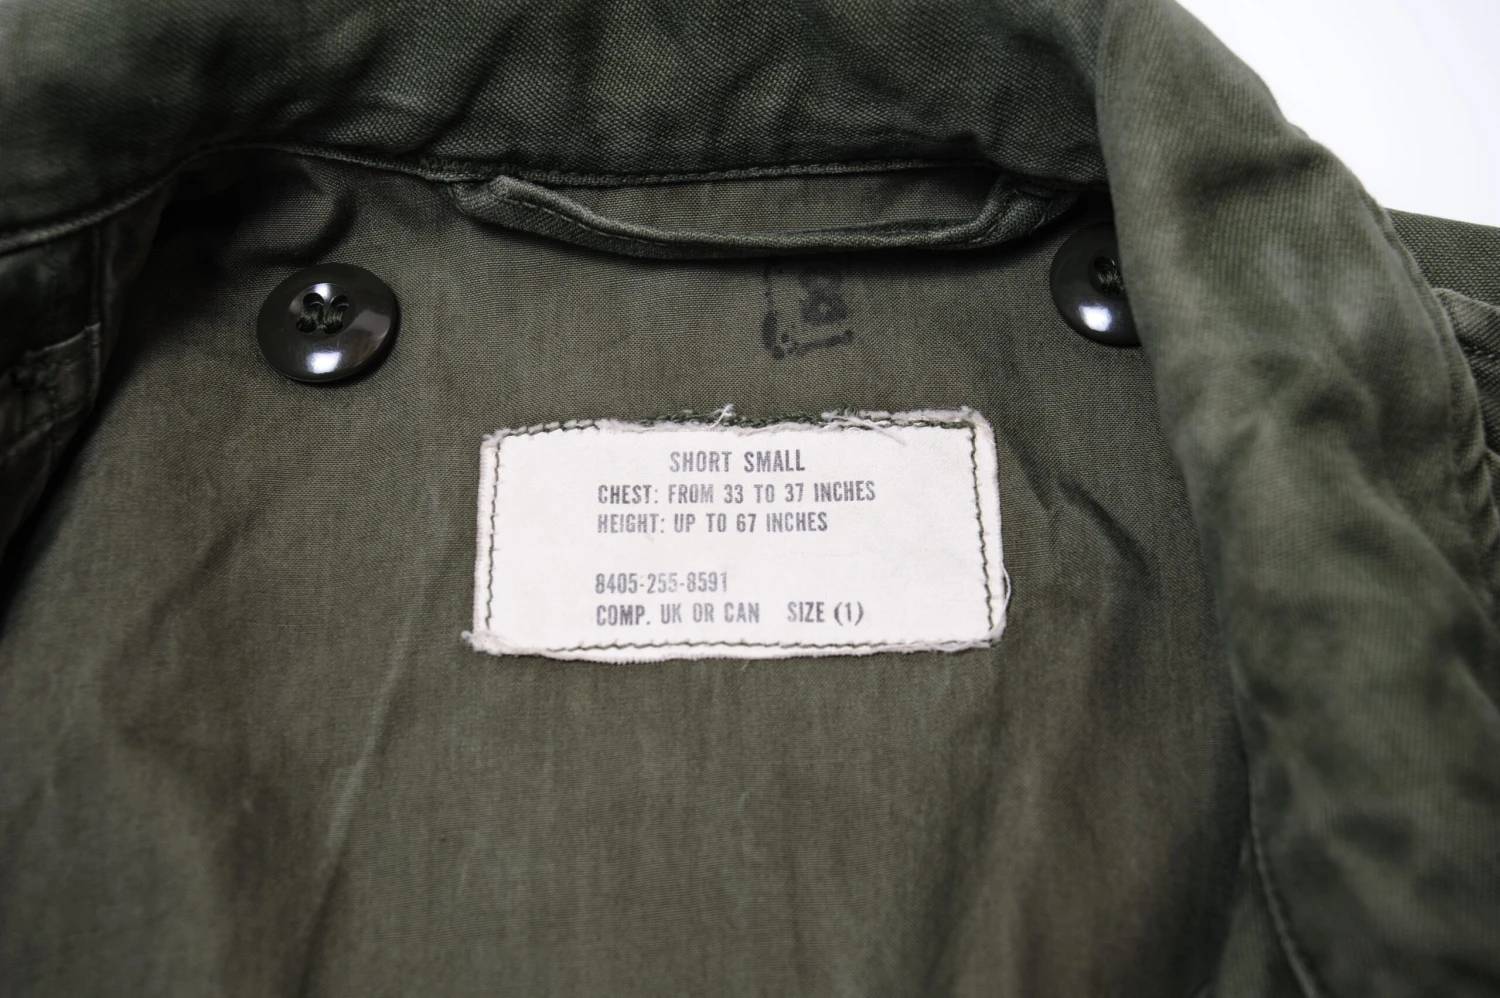 8
SHORT SMALL
CHEST: FROM 33 TO 37 INCHES
HEIGHT: UP TO 67 INCHES
8405-255-8591
COMP. UK OR CAN SIZE (1)